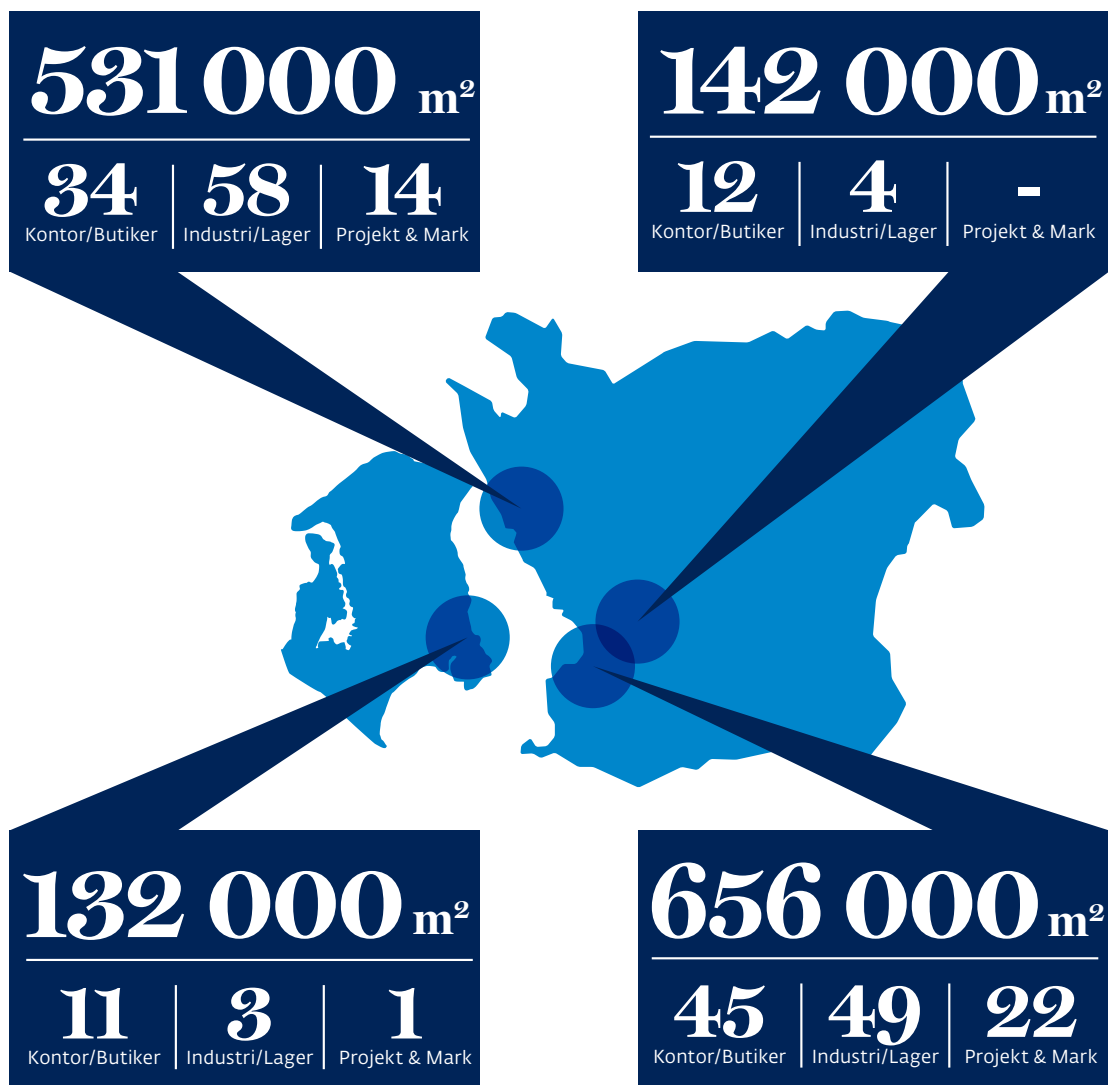 531 000 m²
34 58 14
Kontor/Butiker Industri/Lager Projekt & Mark
142 000 m²
12 4 -
Kontor/Butiker Industri/Lager Projekt & Mark
132 000 m²
11 3 1
Kontor/Butiker Industri/Lager Projekt & Mark
656 000 m²
45 49 22
Kontor/Butiker Industri/Lager Projekt & Mark